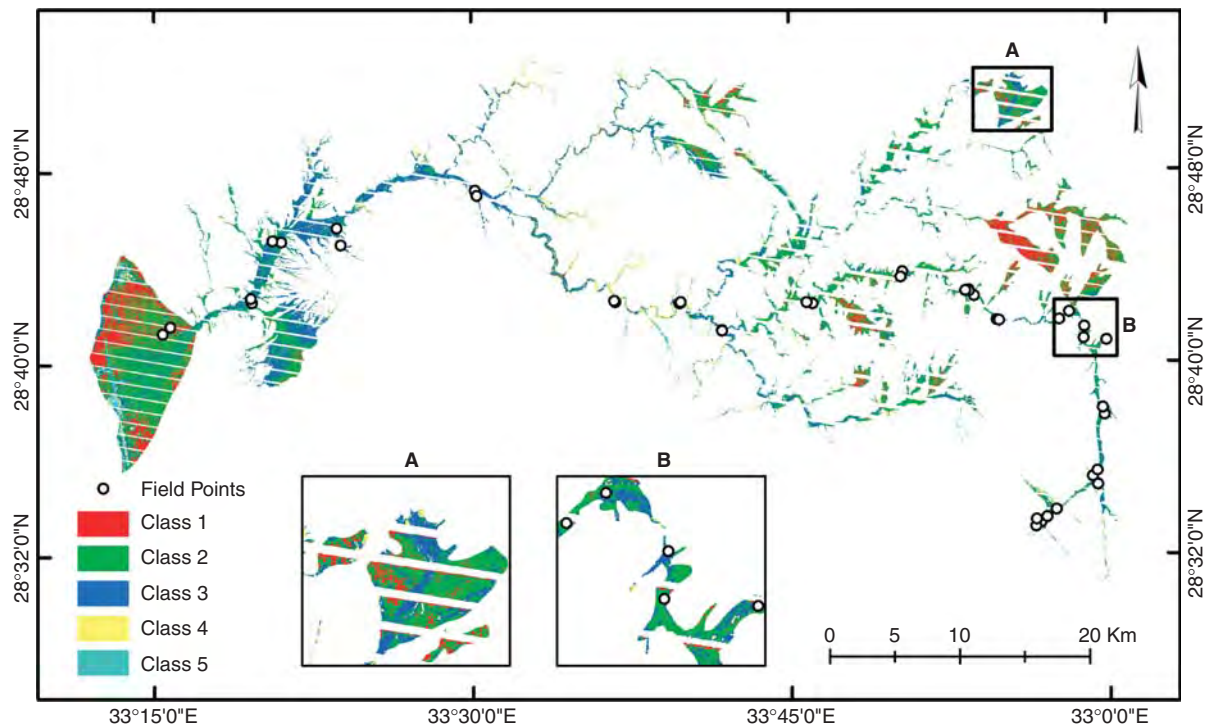 A
B
28°48'0"N
28°40'0"N
28°32'0"N
28°48'0"N
28°40'0"N
28°32'0"N
A
B
Field Points
Class 1
Class 2
Class 3
Class 4
Class 5
0 5 10 20 Km
33°15'0"E 33°30'0"E 33°45'0"E 33°0'0"E